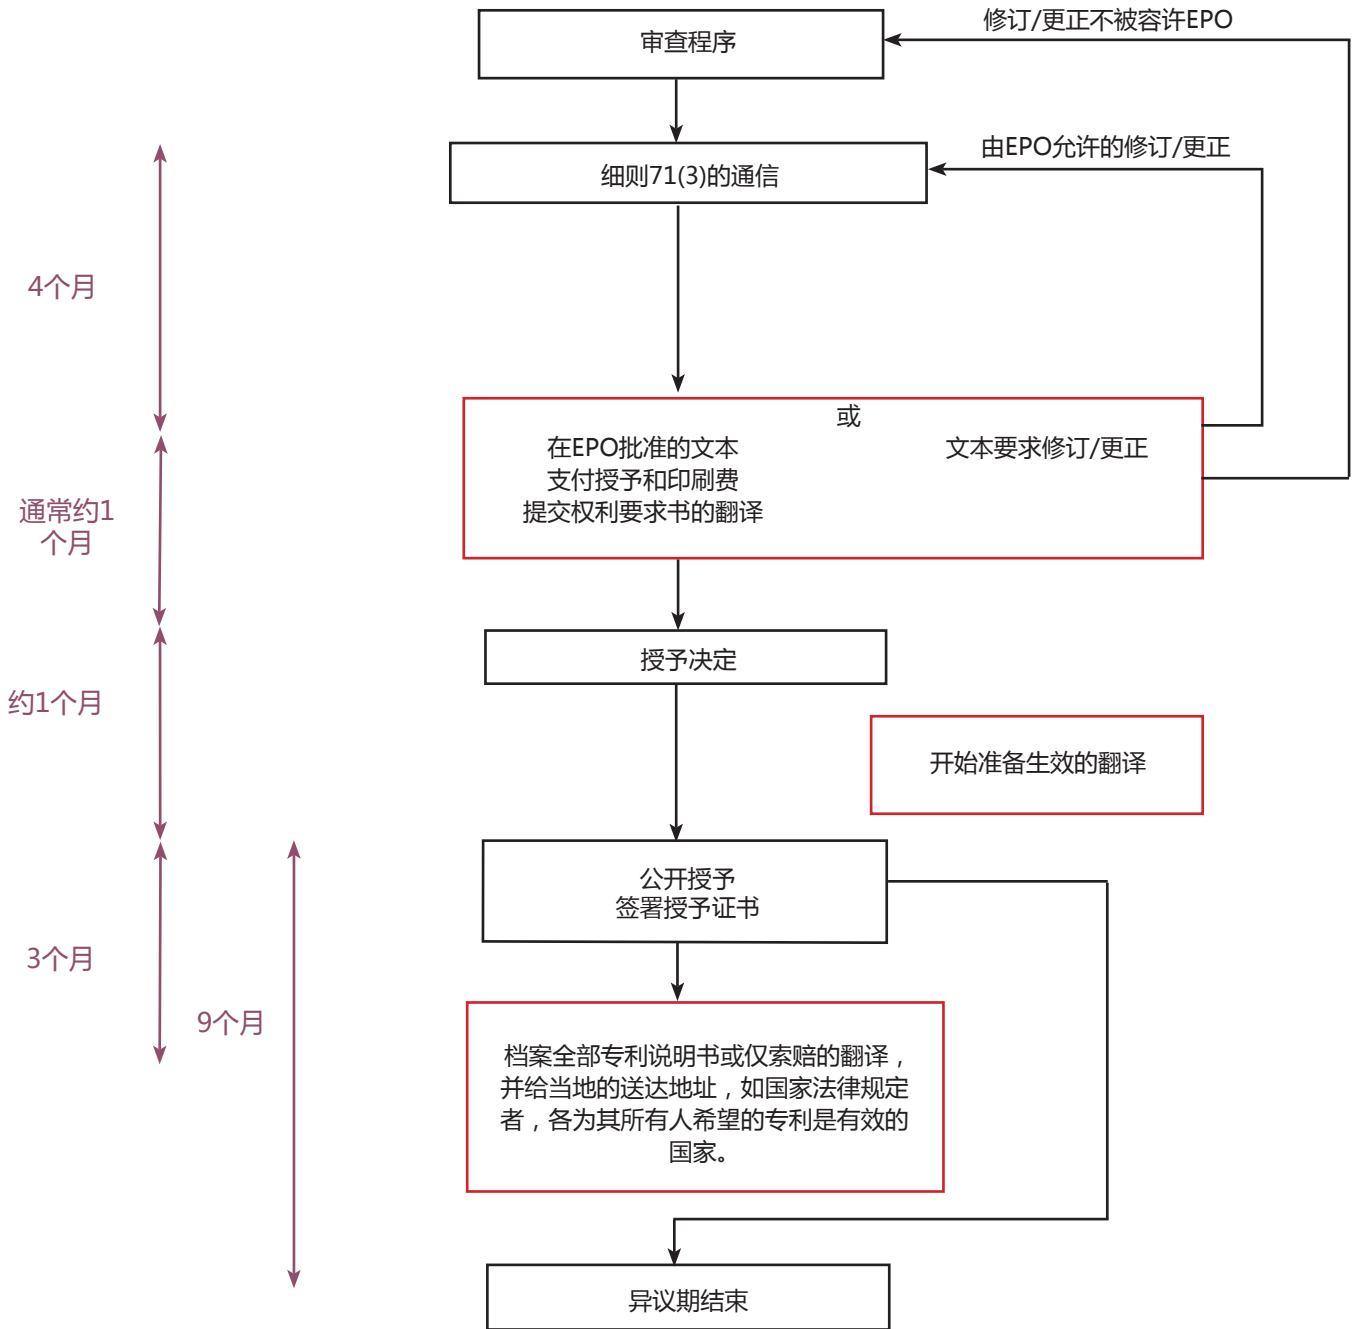 修订/更正不被容许EPO
审查程序
由EPO允许的修订/更正
细则71(3)的通信
4个月
或
在EPO批准的文本
文本要求修订/更正
支付授予和印刷费
提交权利要求书的翻译
通常约1
个月
授予决定
约1个月
开始准备生效的翻译
公开授予
签署授予证书
3个月
9个月
档案全部专利说明书或仅索赔的翻译，
并给当地的送达地址，如国家法律规定
者，各为其所有人希望的专利是有效的
国家。
异议期结束